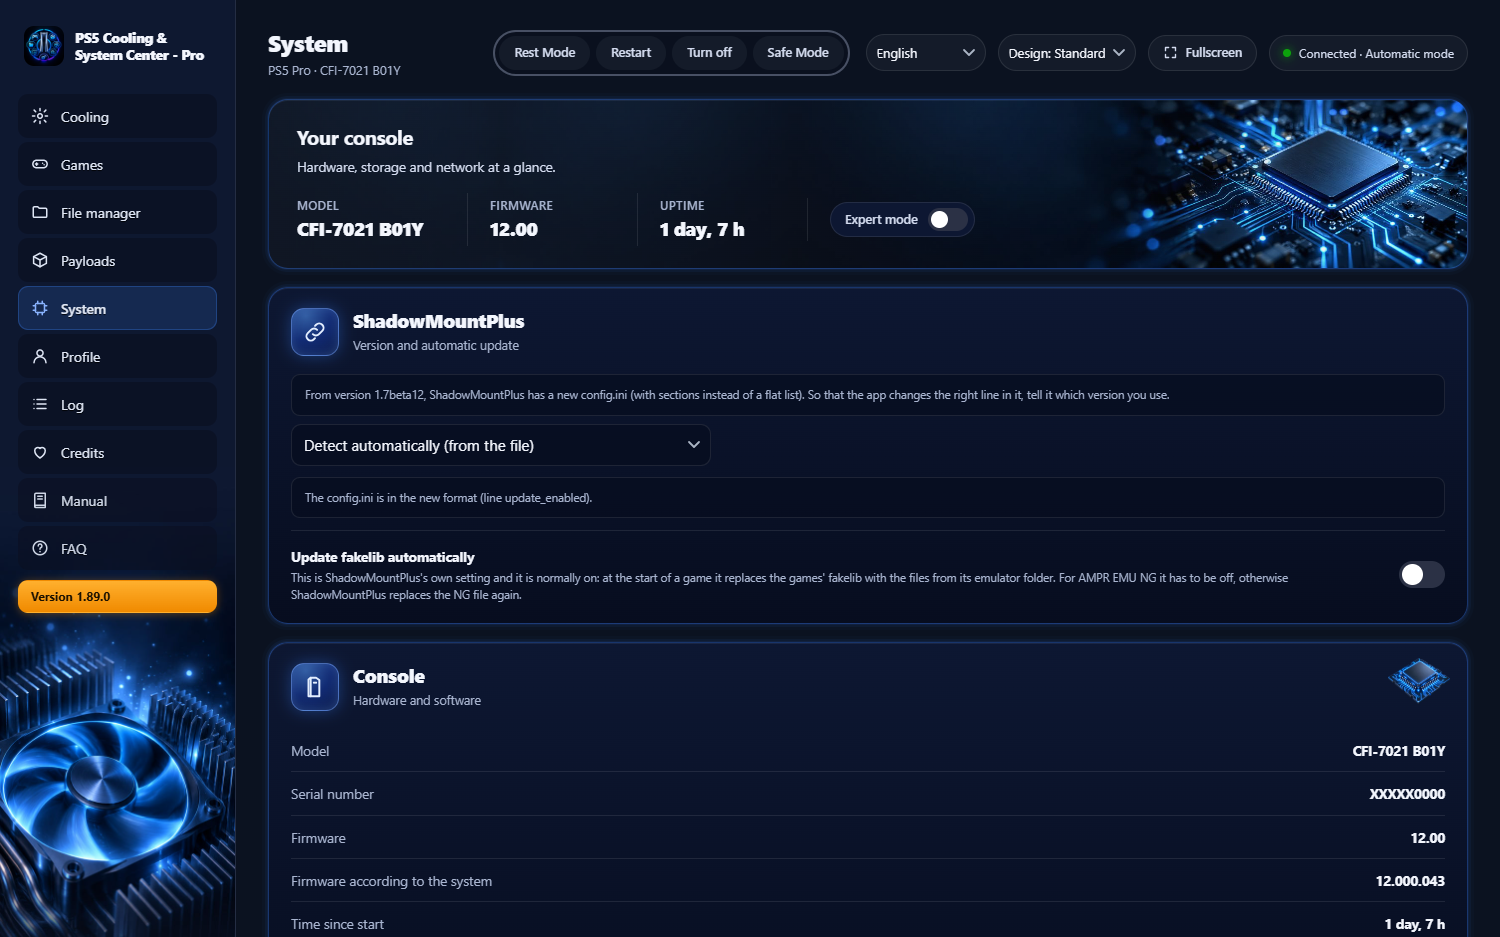 PS5 Cooling &
System Center - Pro
Cooling
Games
File manager
Payloads
System
Profile
Log
Credits
Manual
FAQ
Version 1.89.0
System
PS5 Pro · CFI-7021 B01Y
Rest Mode
Restart
Turn off
Safe Mode
English
Design: Standard
Fullscreen
Connected · Automatic mode
Your console
Hardware, storage and network at a glance.
MODEL
CFI-7021 B01Y
FIRMWARE
12.00
UPTIME
1 day, 7 h
Expert mode
ShadowMountPlus
Version and automatic update
From version 1.7beta12, ShadowMountPlus has a new config.ini (with sections instead of a flat list). So that the app changes the right line in it, tell it which version you use.
Detect automatically (from the file)
The config.ini is in the new format (line update_enabled).
Update fakelib automatically
This is ShadowMountPlus's own setting and it is normally on: at the start of a game it replaces the games' fakelib with the files from its emulator folder. For AMPR EMU NG it has to be off, otherwise
ShadowMountPlus replaces the NG file again.
Console
Hardware and software
Model CFI-7021 B01Y
Serial number XXXXX0000
Firmware 12.00
Firmware according to the system 12.000.043
Time since start 1 day, 7 h